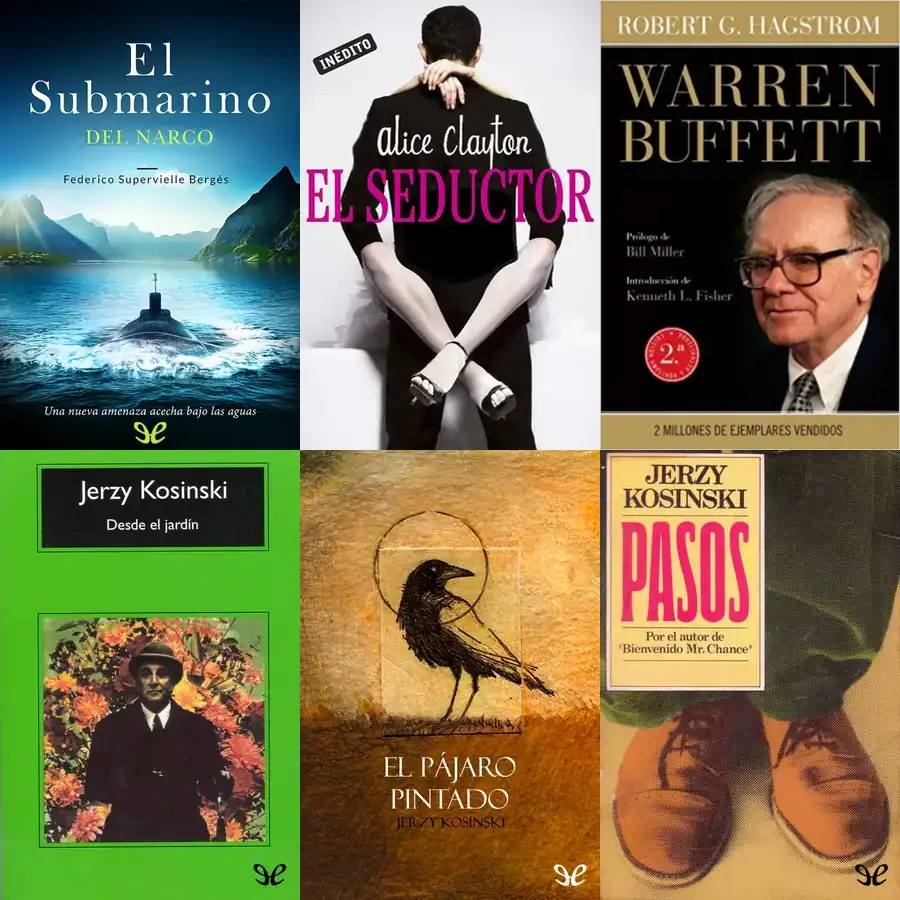 El
Submarino
DEL NARCO
Federico Supervielle Bergés
Una nueva amenaza acecha bajo las aguas
INÉDITO
alice clayton
EL SEDUCTOR
ROBERT G. HAGSTROM
WARREN
BUFFETT
Prólogo de
Bill Miller
Introducción de
Kenneth L. Fisher
2.ª
2 MILLONES DE EJEMPLARES VENDIDOS
Jerzy Kosinski
Desde el jardín
EL PÁJARO
PINTADO
JERZY KOSINSKI
JERZY
KOSINSKI
PASOS
Por el autor de
"Bienvenido Mr. Chance"